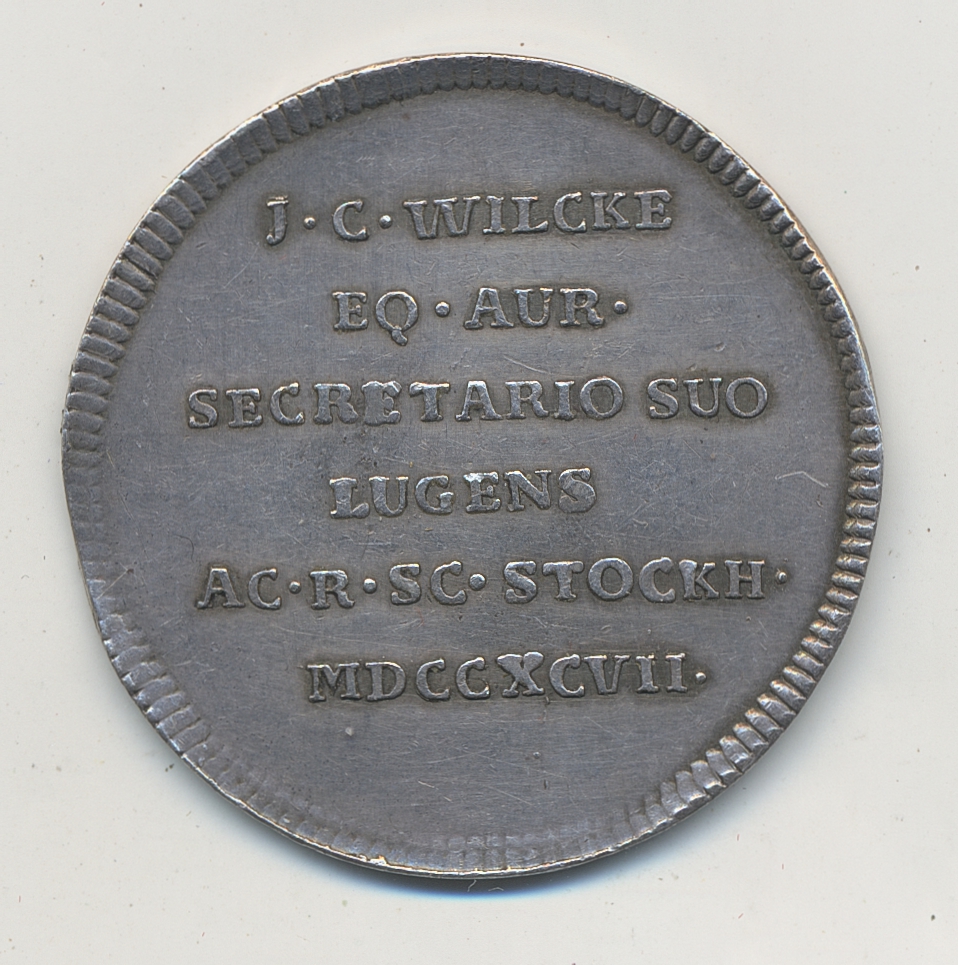 J·C·WILCKE
EQ·AUR·
SECRETARIO SUO
LUGENS
AC·R·SC·STOCKH·
MDCCXCVII.